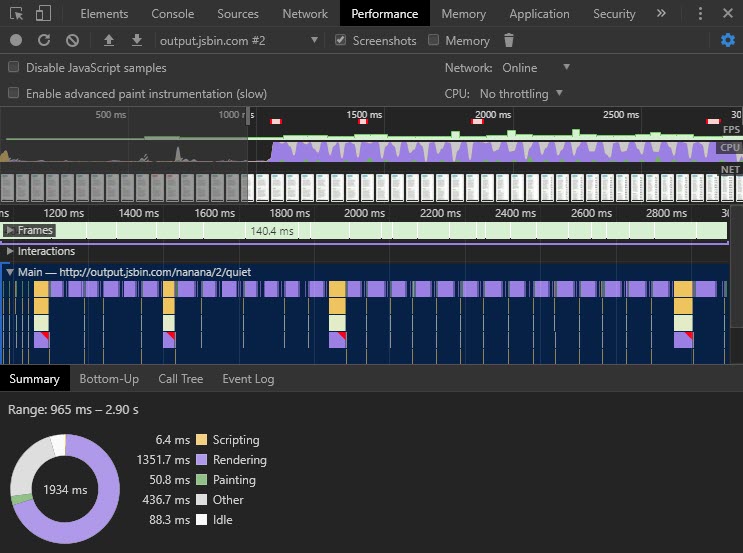 Elements Console Sources Network Performance Memory Application Security »
output.jsbin.com #2 Screenshots Memory
Disable JavaScript samples Network: Online
Enable advanced paint instrumentation (slow) CPU: No throttling
500 ms 1000 ms 1500 ms 2000 ms 2500 ms 30
FPS
CPU
NET
ms 1200 ms 1400 ms 1600 ms 1800 ms 2000 ms 2200 ms 2400 ms 2600 ms 2800 ms 30
Frames 140.4 ms
Interactions
Main — http://output.jsbin.com/nanana/2/quiet
Summary Bottom-Up Call Tree Event Log
Range: 965 ms – 2.90 s
6.4 ms Scripting
1351.7 ms Rendering
50.8 ms Painting
1934 ms
436.7 ms Other
88.3 ms Idle